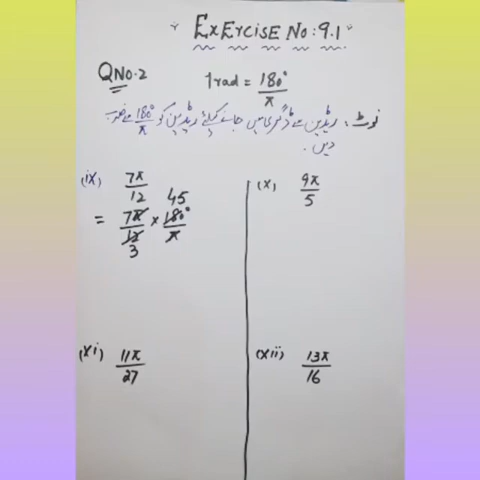 ExErcisE No: 9.1
QNo.2
1 rad = 180°/π
نوٹ: ریڈین سے ڈگری میں جانے کیلئے ریڈین کو 180°/π سے ضرب
دیں۔
(ix) 7π/12
45
= 7π/12 × 180°/π
3
(x) 9π/5
(xi) 11π/27
(xii) 13π/16